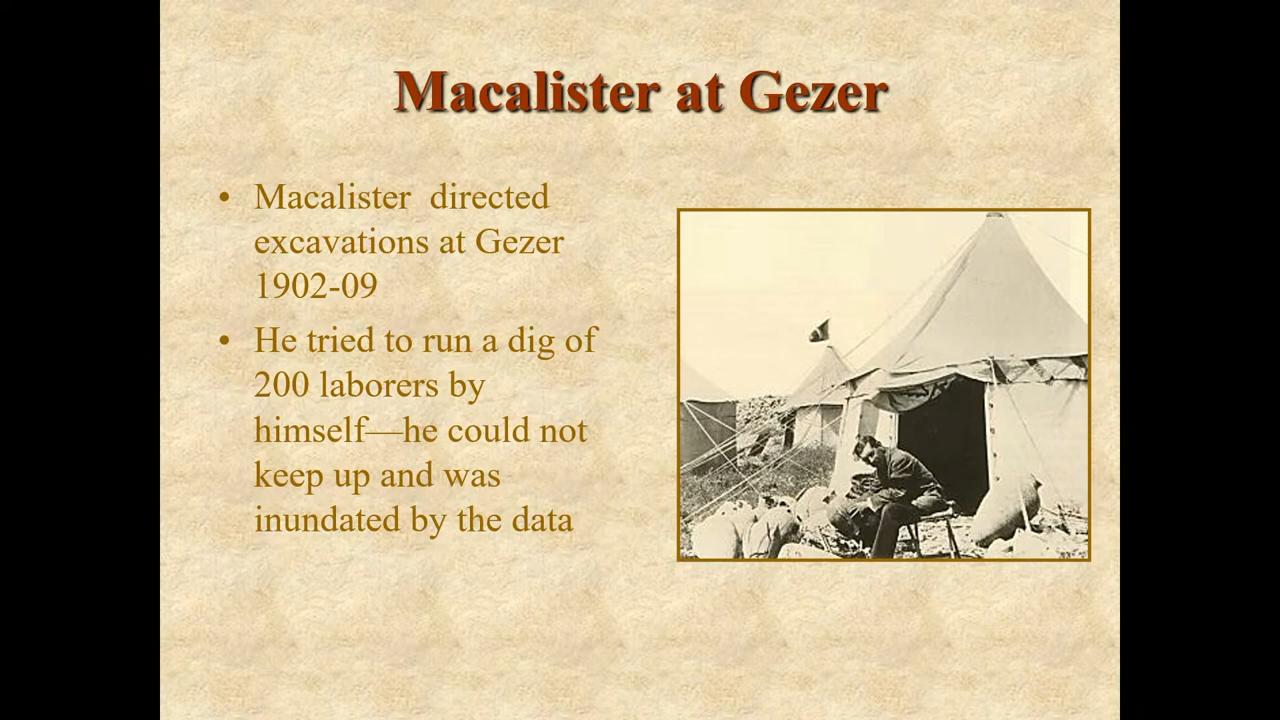 Macalister at Gezer
• Macalister  directed
excavations at Gezer
1902-09
• He tried to run a dig of
200 laborers by
himself—he could not
keep up and was
inundated by the data